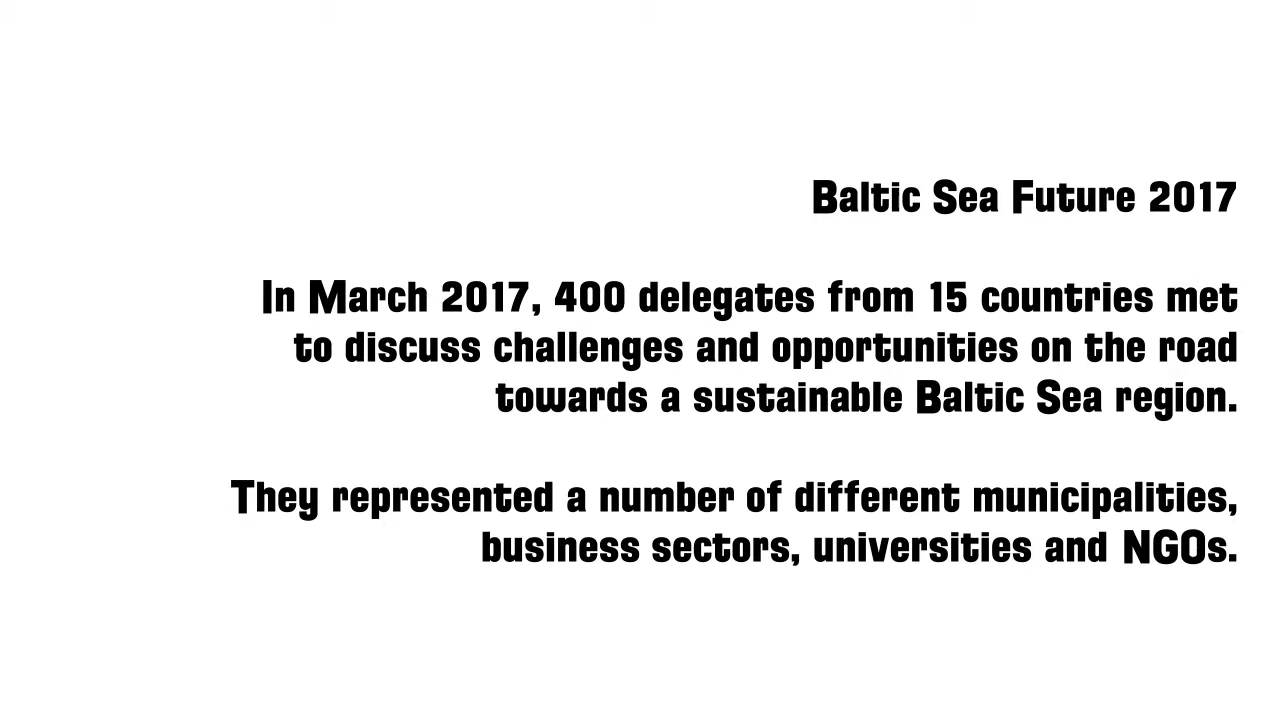 Baltic Sea Future 2017
In March 2017, 400 delegates from 15 countries met
to discuss challenges and opportunities on the road
towards a sustainable Baltic Sea region.
They represented a number of different municipalities,
business sectors, universities and NGOs.